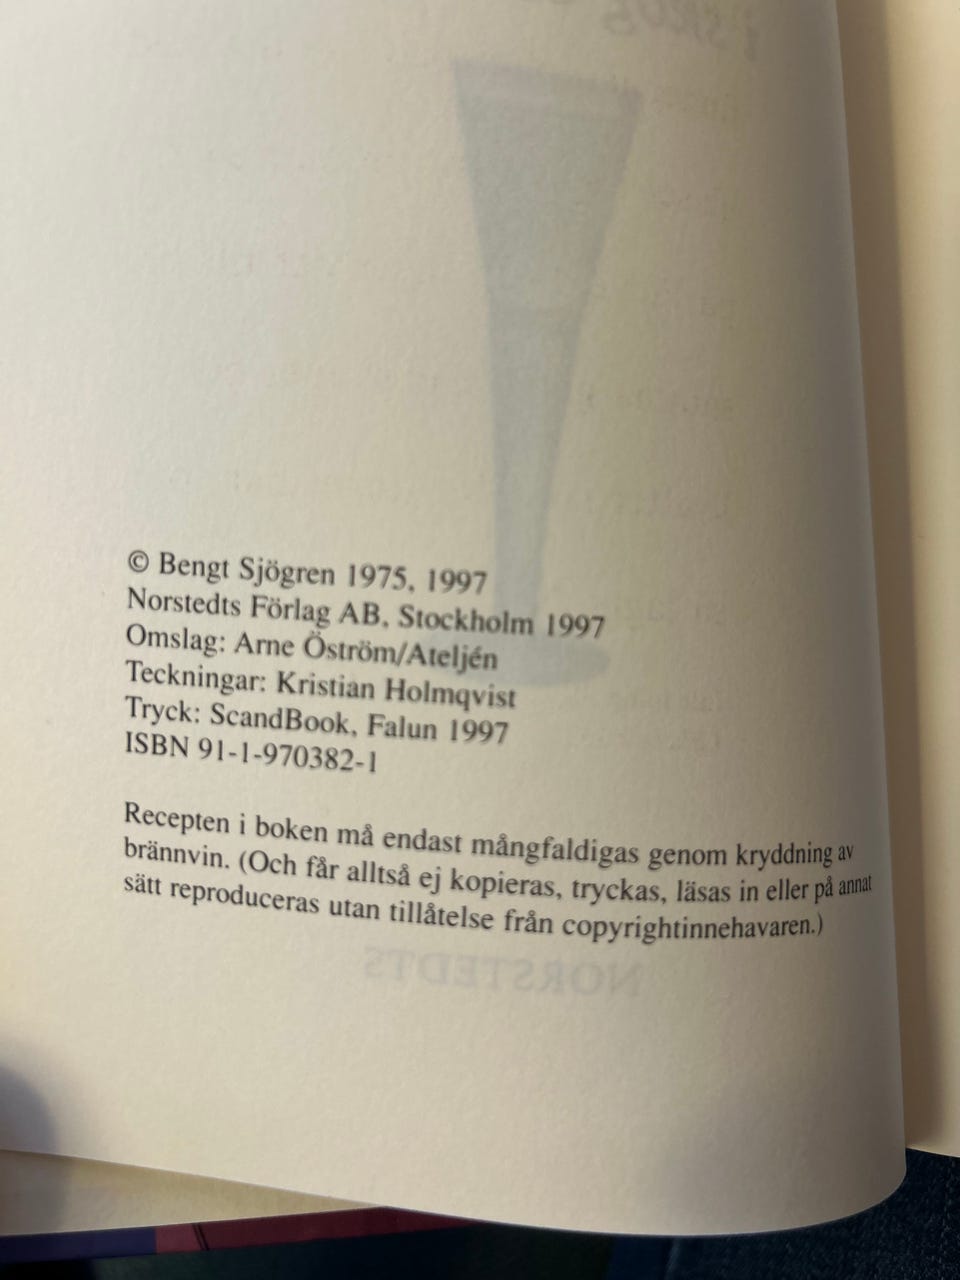 © Bengt Sjögren 1975, 1997
Norstedts Förlag AB, Stockholm 1997
Omslag: Arne Öström/Ateljén
Teckningar: Kristian Holmqvist
Tryck: ScandBook, Falun 1997
ISBN 91-1-970382-1
Recepten i boken må endast mångfaldigas genom kryddning av
brännvin. (Och får alltså ej kopieras, tryckas, läsas in eller på annat
sätt reproduceras utan tillåtelse från copyrightinnehavaren.)
NORSTEDTS